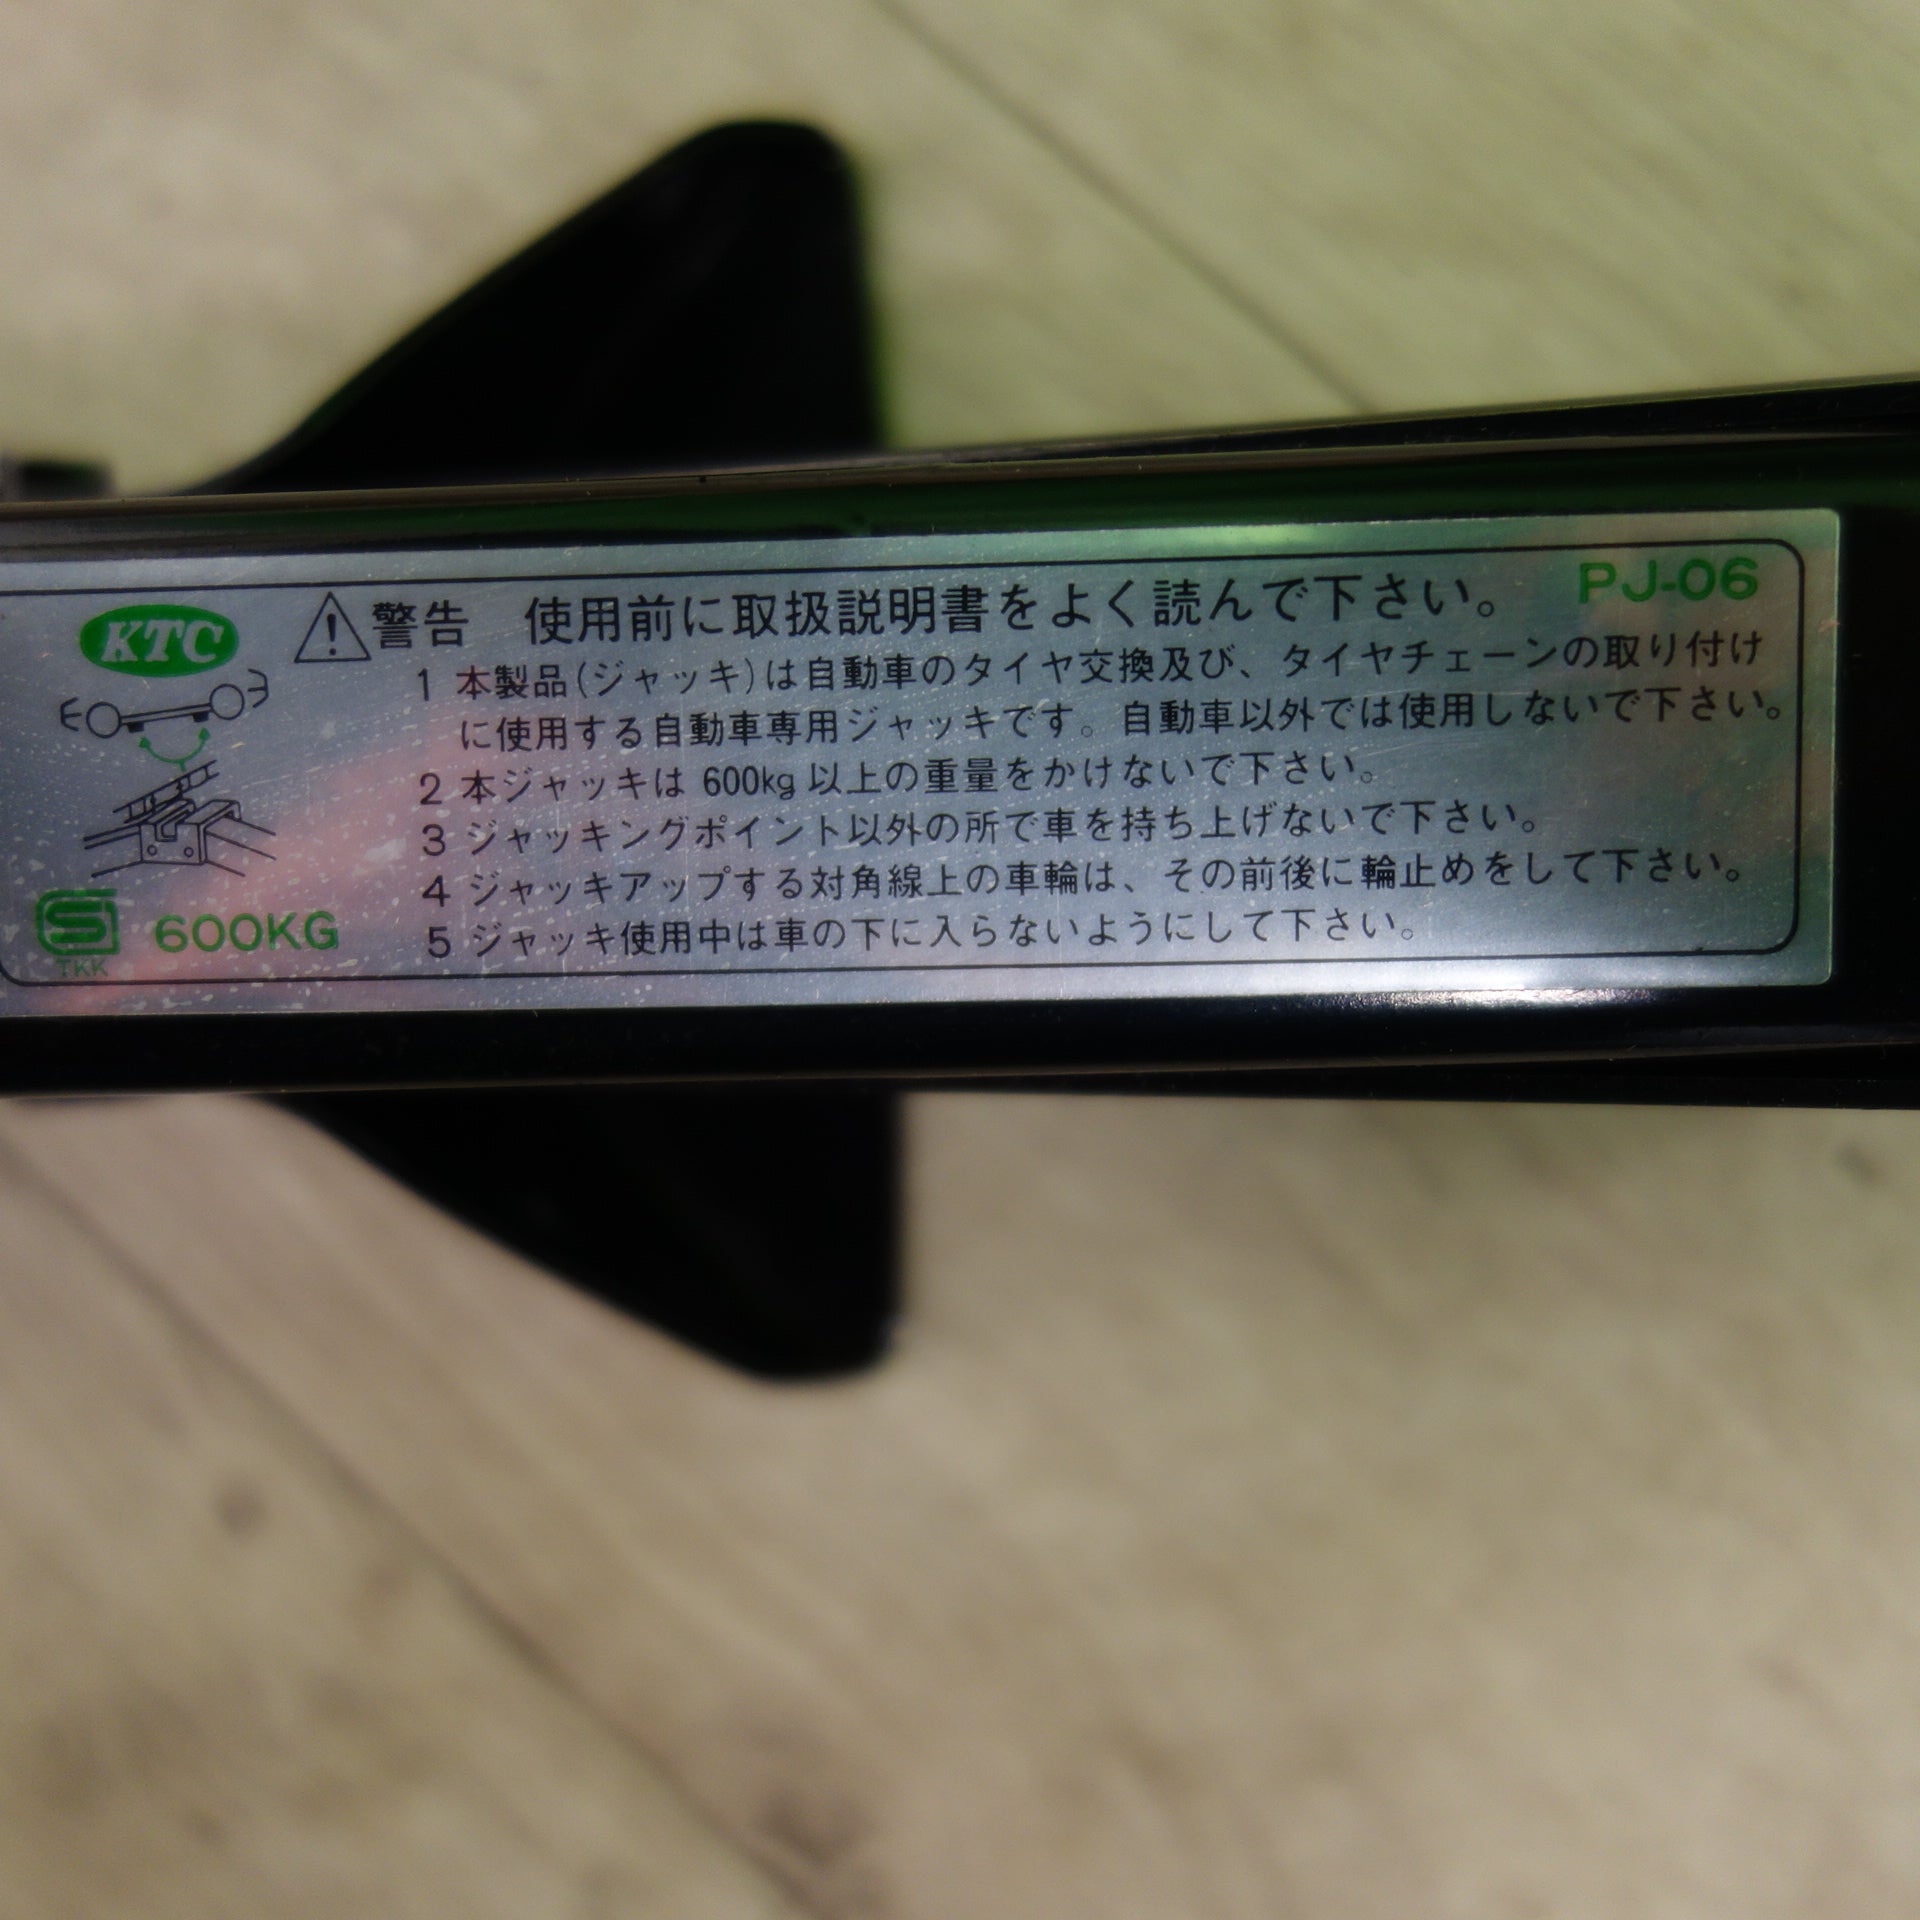 KTC
警告 使用前に取扱説明書をよく読んで下さい。 PJ-06
1 本製品(ジャッキ)は自動車のタイヤ交換及び、タイヤチェーンの取り付け
に使用する自動車専用ジャッキです。自動車以外では使用しないで下さい。
2 本ジャッキは 600kg 以上の重量をかけないで下さい。
3 ジャッキングポイント以外の所で車を持ち上げないで下さい。
4 ジャッキアップする対角線上の車輪は、その前後に輪止めをして下さい。
5 ジャッキ使用中は車の下に入らないようにして下さい。
600KG
TKK